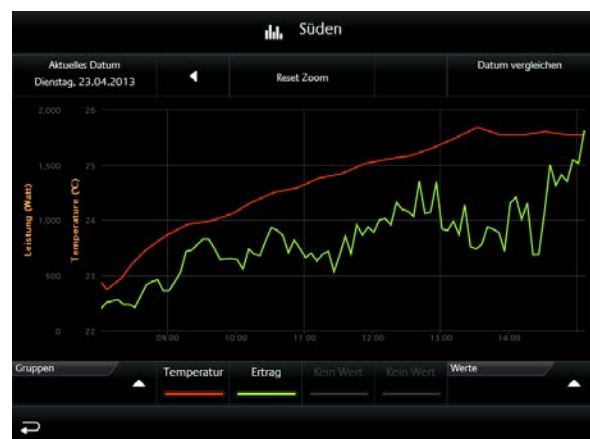 Süden
Aktuelles Datum
Dienstag, 23.04.2013
Reset Zoom
Datum vergleichen
Leistung (Watt)
2,000
1,500
1,000
500
0
Temperature (°C)
26
25
24
23
22
09:00 10:00 11:00 12:00 13:00 14:00
Gruppen
Temperatur
Ertrag
Kein Wert
Kein Wert
Werte